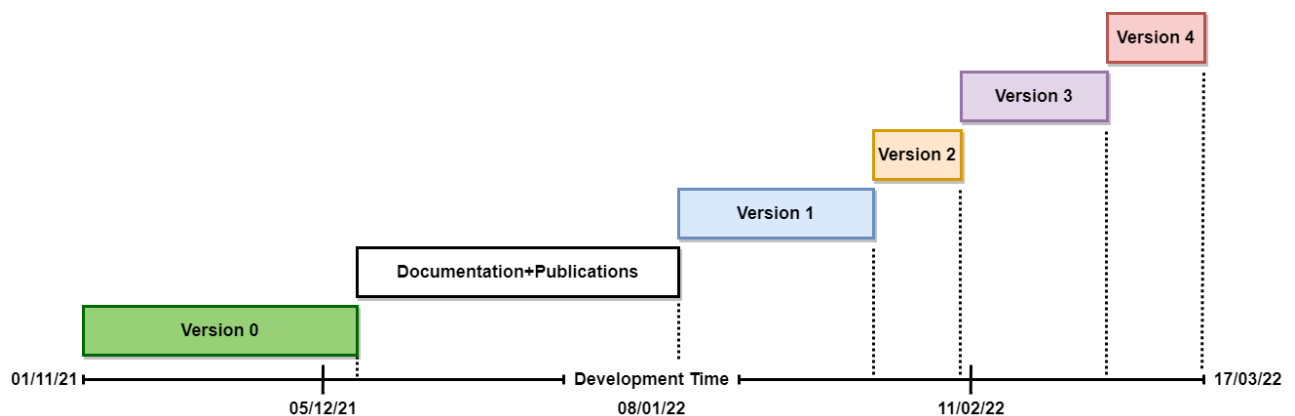 Version 4
Version 3
Version 2
Version 1
Documentation+Publications
Version 0
01/11/21 Development Time 17/03/22
05/12/21 08/01/22 11/02/22